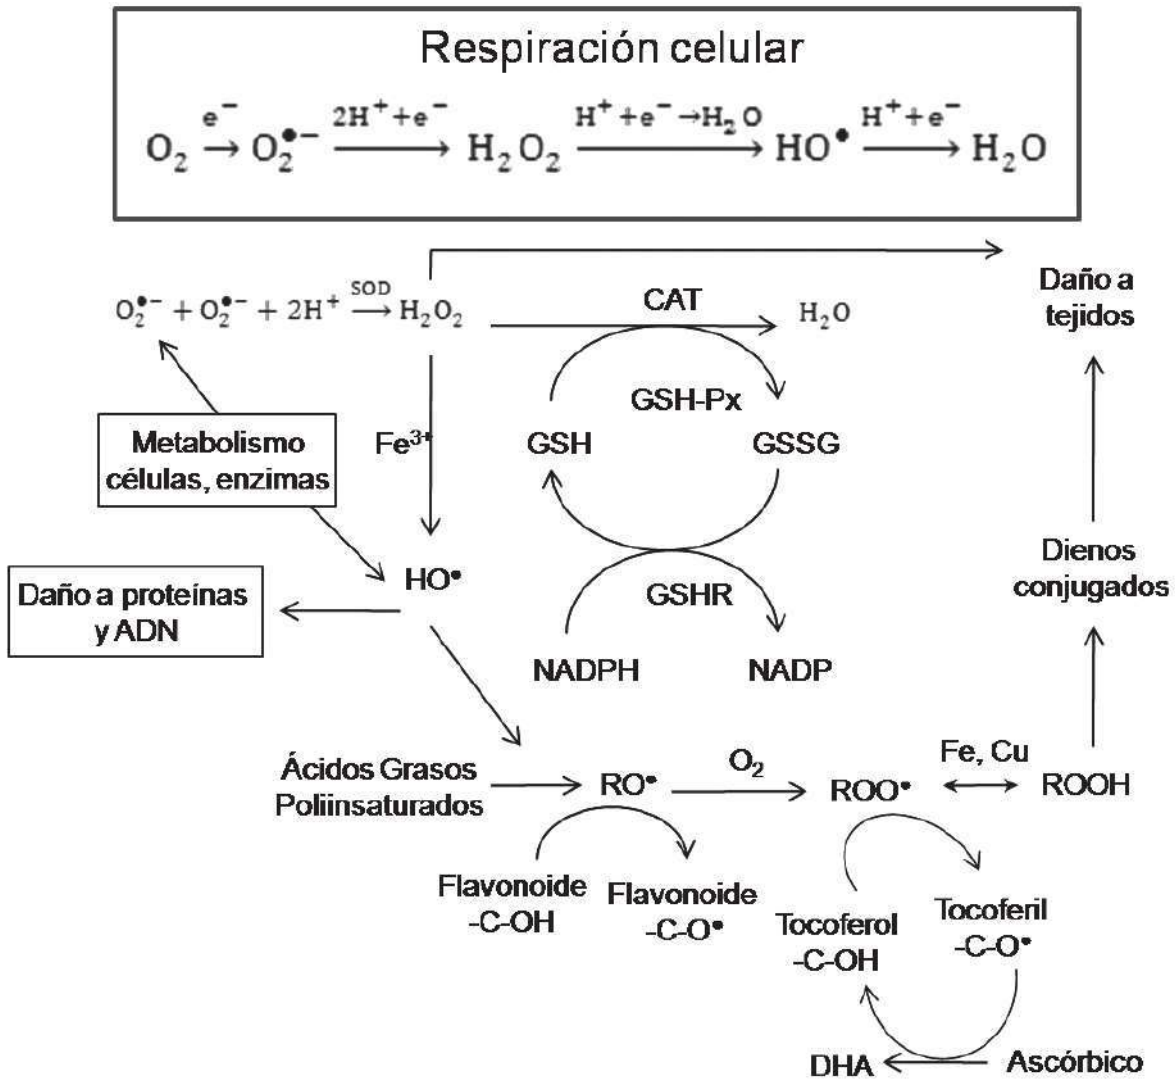 Respiración celular
O₂ →(e⁻) O₂•⁻ →(2H⁺+e⁻) H₂O₂ →(H⁺+e⁻→H₂O) HO• →(H⁺+e⁻) H₂O
O₂•⁻ + O₂•⁻ + 2H⁺ →(SOD) H₂O₂
CAT
H₂O
Daño a
tejidos
GSH-Px
Metabolismo
células, enzimas
Fe³⁺
GSH
GSSG
HO•
Daño a proteínas
y ADN
GSHR
Dienos
conjugados
NADPH
NADP
Ácidos Grasos
Poliinsaturados
RO•
O₂
ROO•
Fe, Cu
ROOH
Flavonoide
-C-OH
Flavonoide
-C-O•
Tocoferol
-C-OH
Tocoferil
-C-O•
DHA
Ascórbico